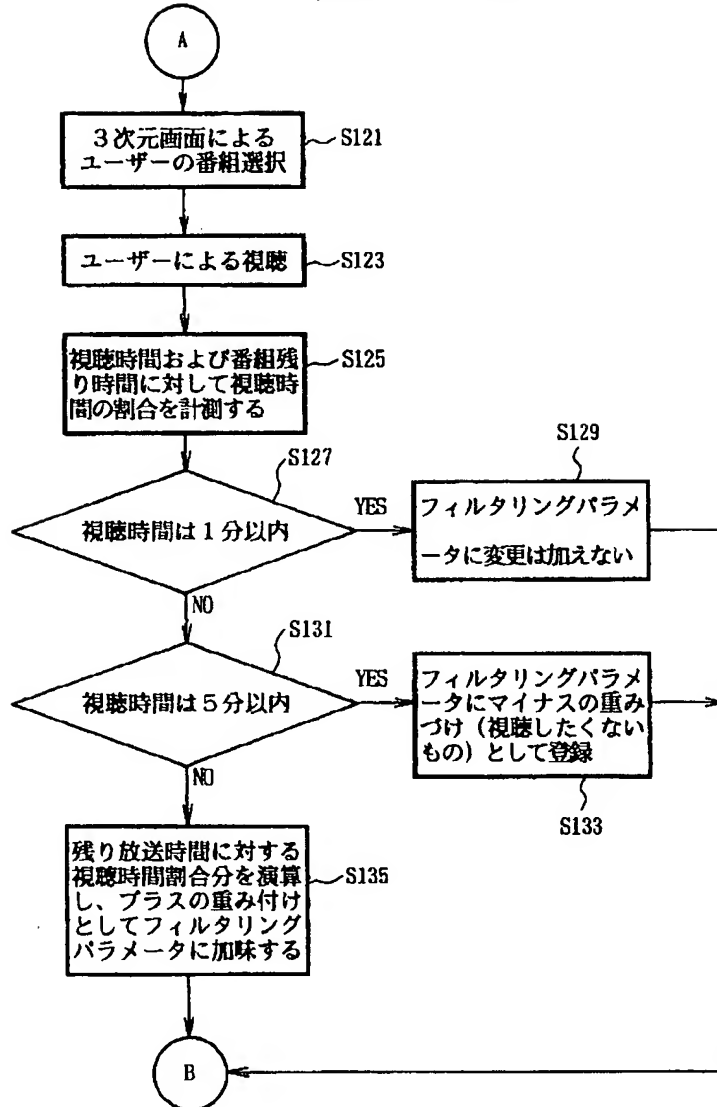 A
3次元画面による
ユーザーの番組選択
S121
ユーザーによる視聴
S123
視聴時間および番組残
り時間に対して視聴時
間の割合を計測する
S125
S127
視聴時間は1分以内
YES
NO
S129
フィルタリングパラメ
ータに変更は加えない
S131
視聴時間は5分以内
YES
NO
フィルタリングパラメ
ータにマイナスの重み
づけ(視聴したくない
もの)として登録
S133
残り放送時間に対する
視聴時間割合分を演算
し、プラスの重み付け
としてフィルタリング
パラメータに加味する
S135
B